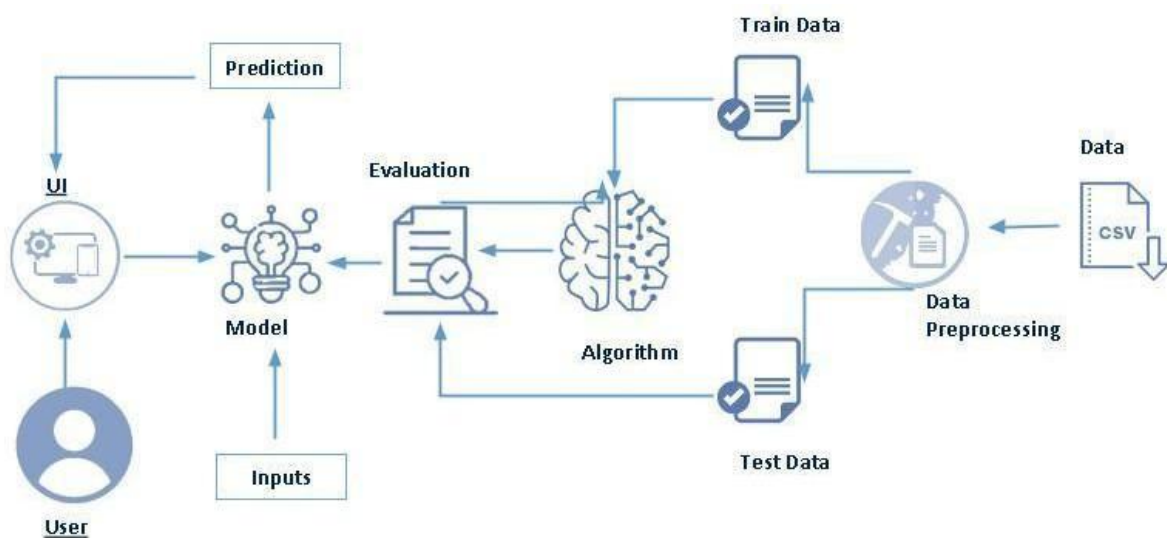 Train Data
Prediction
Data
Evaluation
UI
CSV
Model
Data
Preprocessing
Algorithm
Test Data
Inputs
User